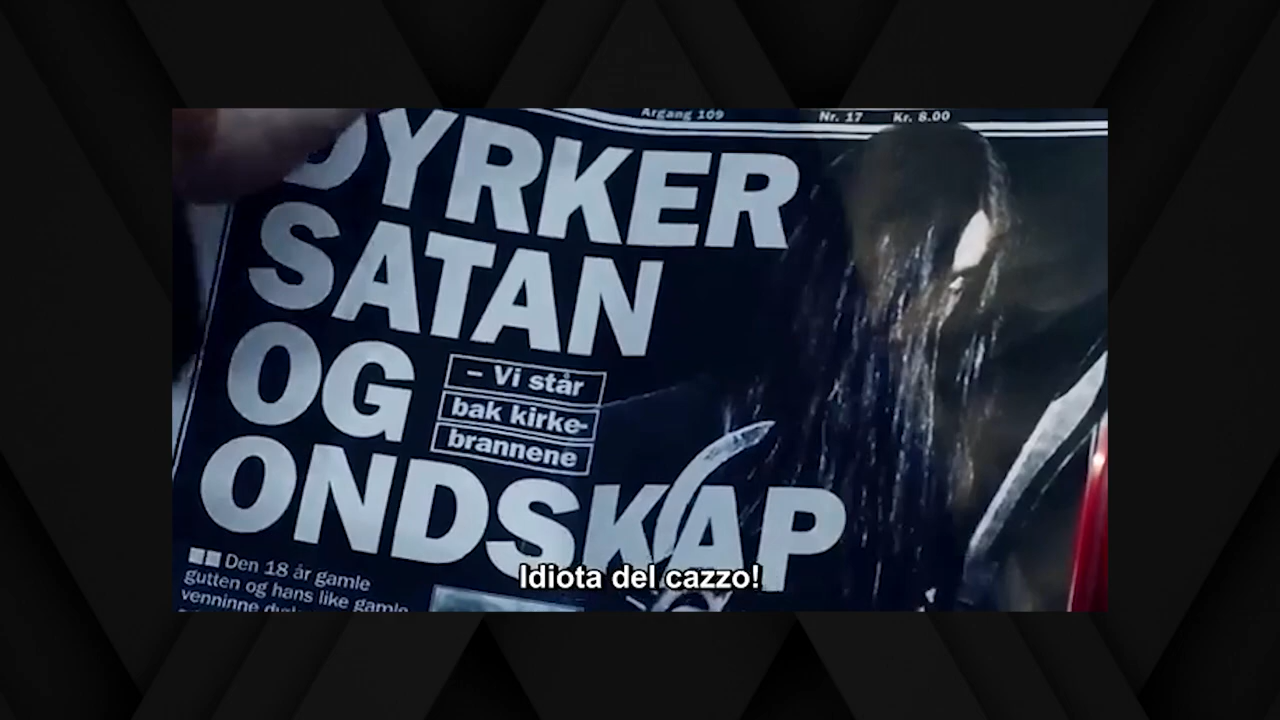 Argang 109 Nr. 17 Kr. 8.00
DYRKER
SATAN
OG
– Vi står
bak kirke-
brannene
ONDSKAP
Den 18 år gamle
gutten og hans like gamle
venninne
Idiota del cazzo!